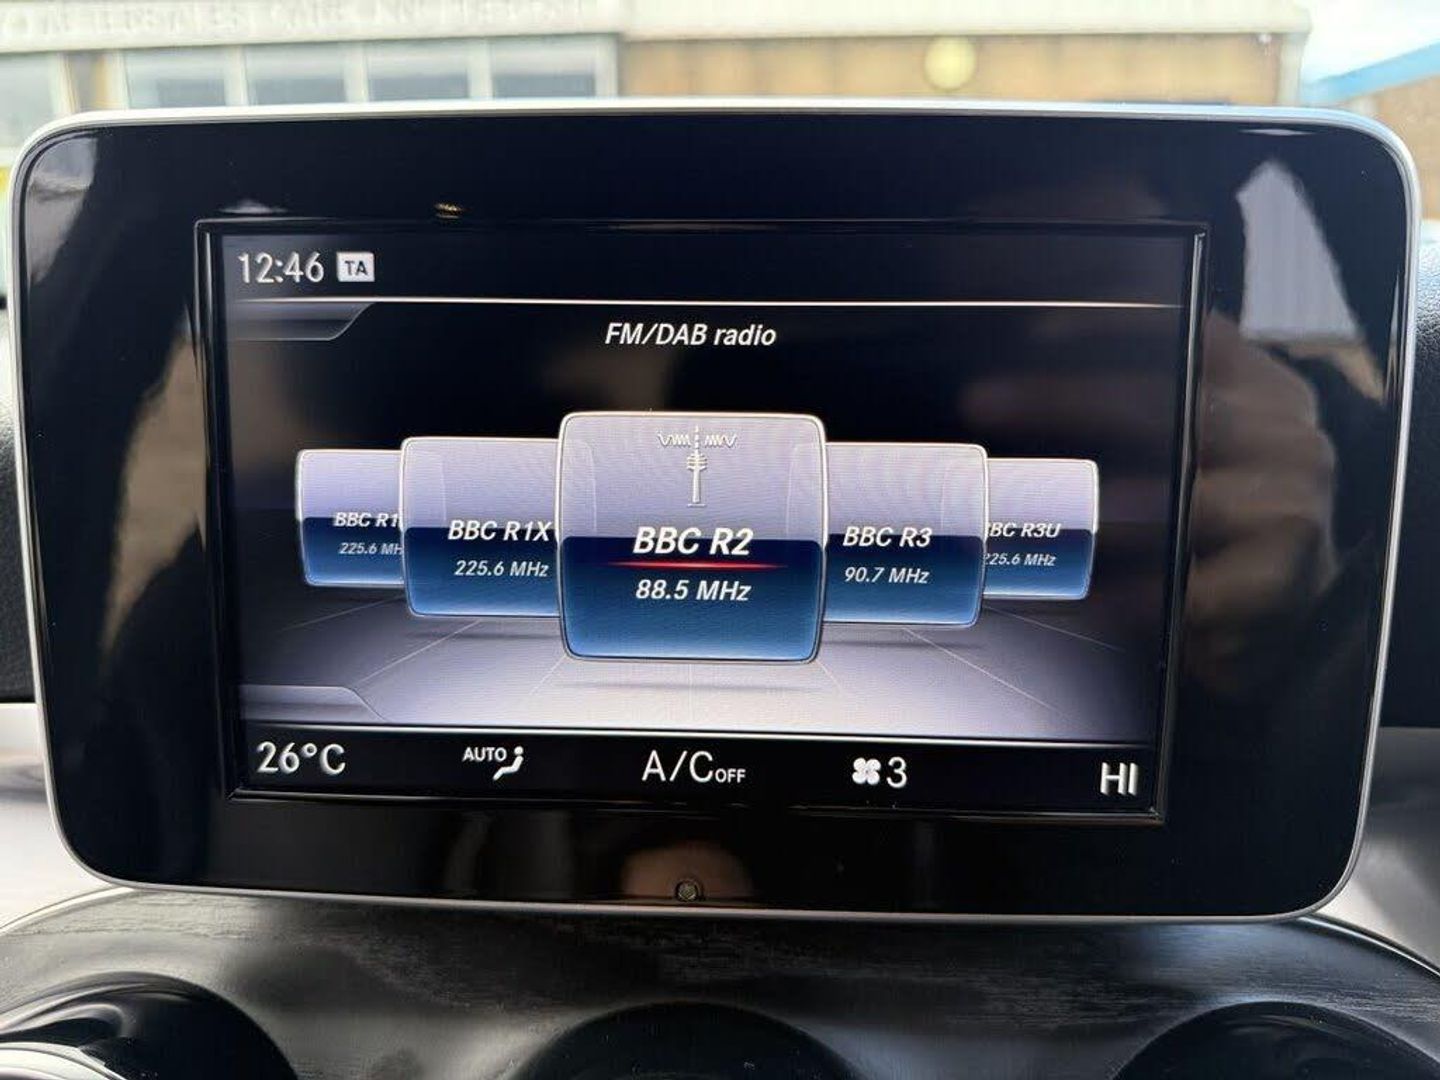 12:46 TA
FM/DAB radio
BBC R1
225.6 MHz
BBC R1X
225.6 MHz
BBC R2
88.5 MHz
BBC R3
90.7 MHz
BBC R3U
225.6 MHz
26°C AUTO A/C OFF 3 HI